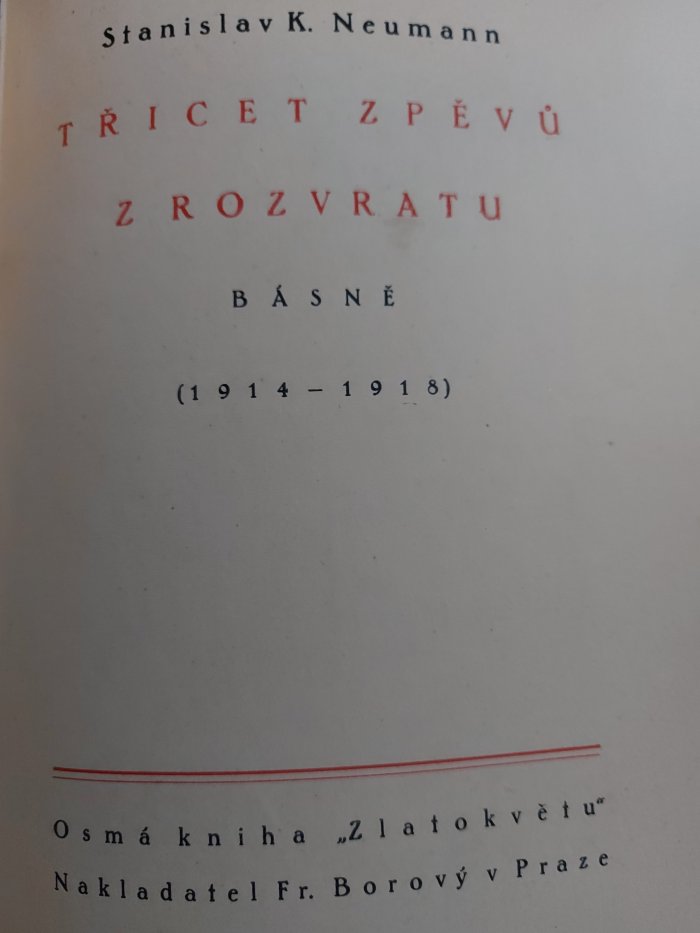 Stanislav K. Neumann
TŘICET ZPĚVŮ
Z ROZVRATU
BÁSNĚ
(1914–1918)
Osmá kniha „Zlatokvětu“
Nakladatel Fr. Borový v Praze